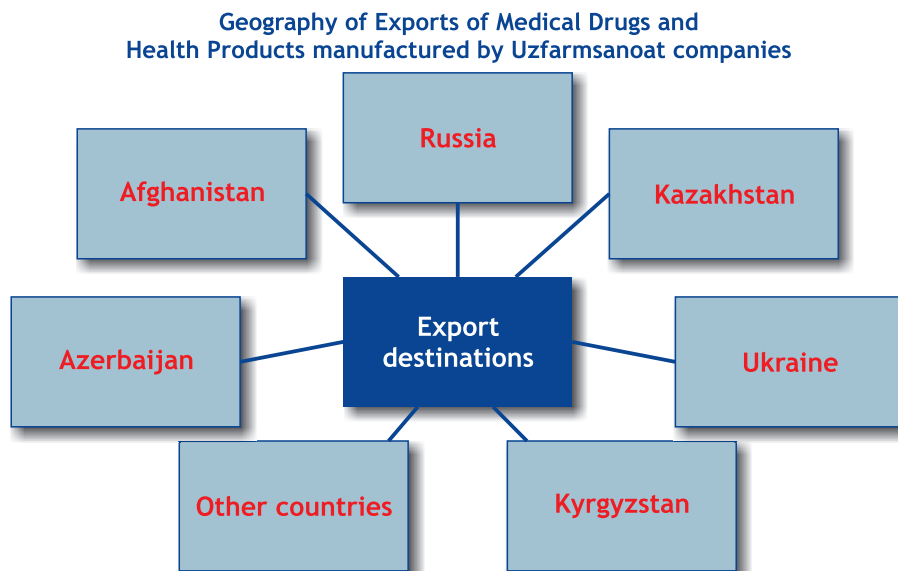 Geography of Exports of Medical Drugs and
Health Products manufactured by Uzfarmsanoat companies
Russia
Afghanistan
Kazakhstan
Export
destinations
Azerbaijan
Ukraine
Other countries
Kyrgyzstan